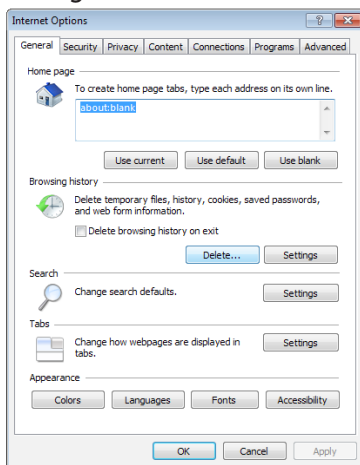 Internet Options
General Security Privacy Content Connections Programs Advanced
Home page
To create home page tabs, type each address on its own line.
about:blank
Use current Use default Use blank
Browsing history
Delete temporary files, history, cookies, saved passwords,
and web form information.
Delete browsing history on exit
Delete... Settings
Search
Change search defaults.
Settings
Tabs
Change how webpages are displayed in
tabs.
Settings
Appearance
Colors Languages Fonts Accessibility
OK Cancel Apply